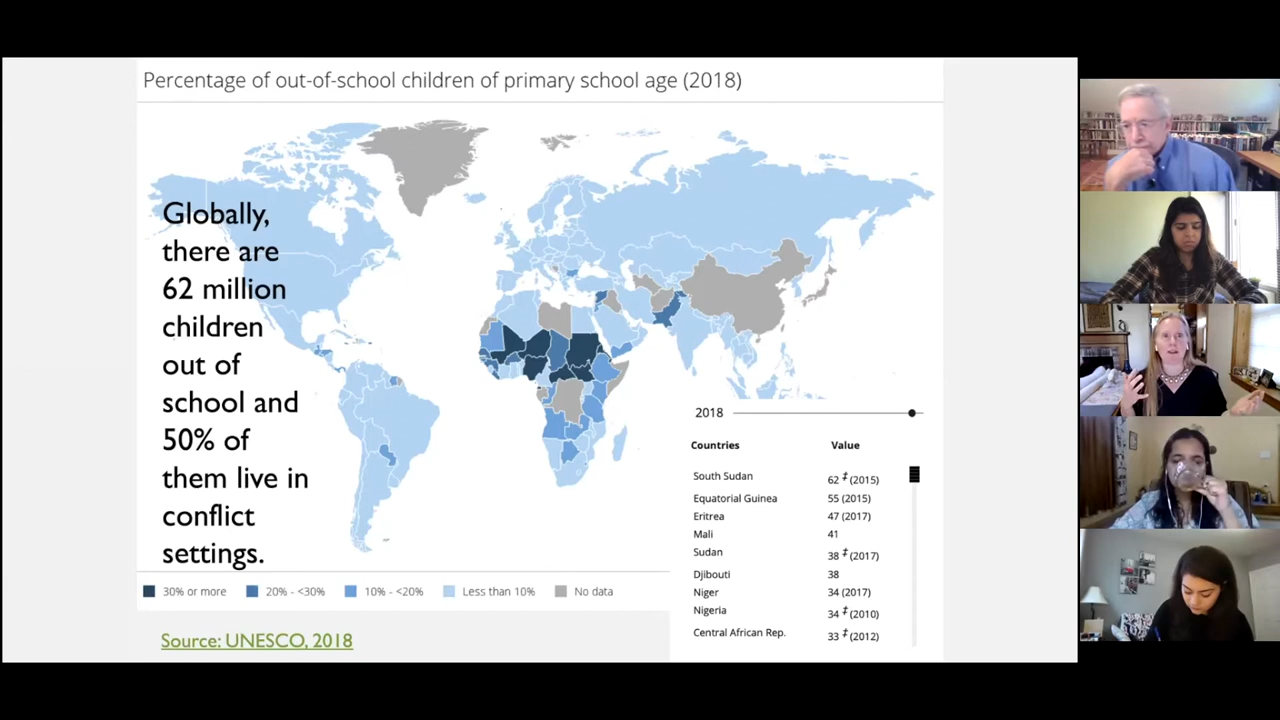 Percentage of out-of-school children of primary school age (2018)
Globally,
there are
62 million
children
out of
school and
50% of
them live in
conflict
settings.
2018
Countries Value
South Sudan 62 ‡ (2015)
Equatorial Guinea 55 (2015)
Eritrea 47 (2017)
Mali 41
Sudan 38 ‡ (2017)
Djibouti 38
Niger 34 (2017)
Nigeria 34 ‡ (2010)
Central African Rep. 33 ‡ (2012)
30% or more 20% - <30% 10% - <20% Less than 10% No data
Source: UNESCO, 2018